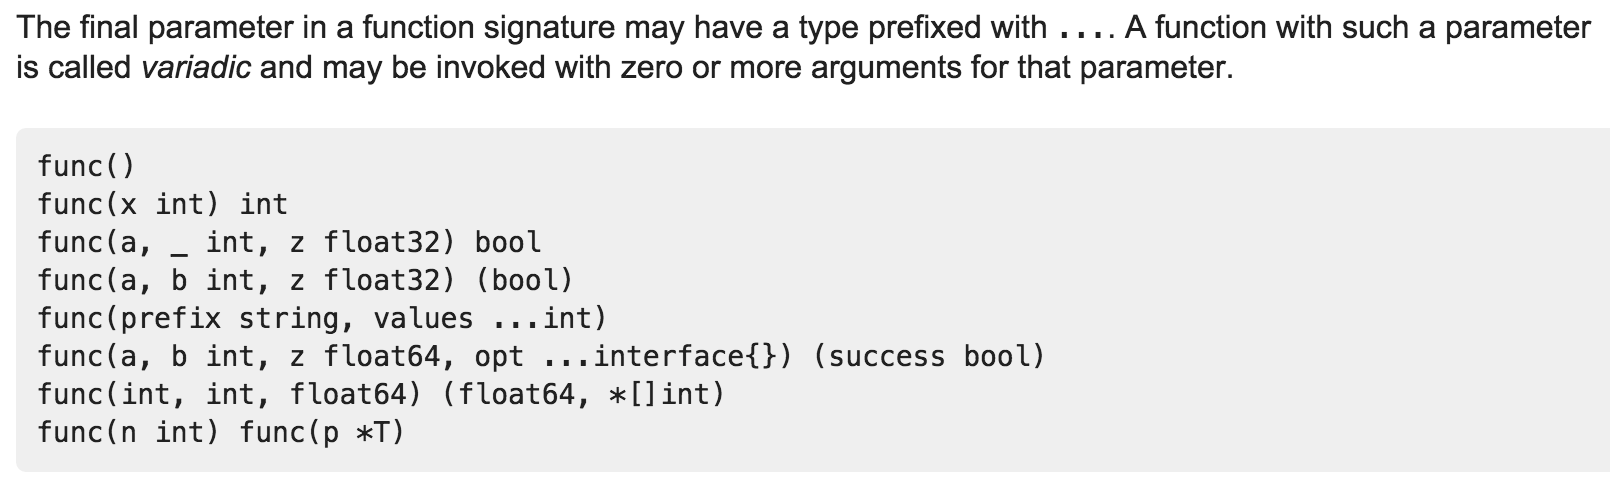 The final parameter in a function signature may have a type prefixed with .... A function with such a parameter
is called variadic and may be invoked with zero or more arguments for that parameter.
func()
func(x int) int
func(a, _ int, z float32) bool
func(a, b int, z float32) (bool)
func(prefix string, values ...int)
func(a, b int, z float64, opt ...interface{}) (success bool)
func(int, int, float64) (float64, *[]int)
func(n int) func(p *T)